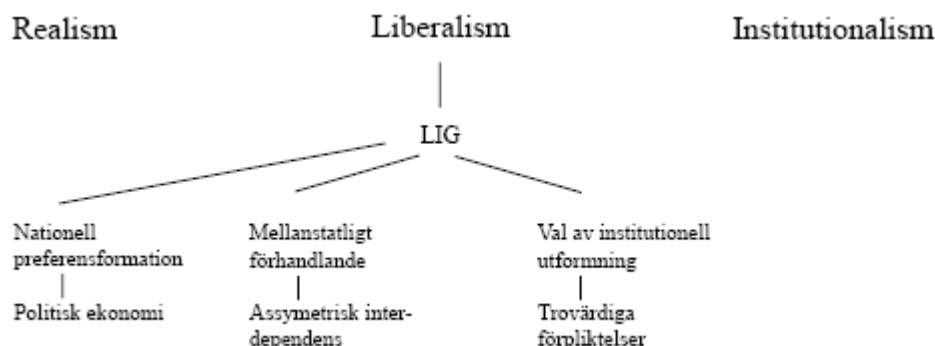 Realism Liberalism Institutionalism
LIG
Nationell Mellanstatligt Val av institutionell
preferensformation förhandlande utformning
Politisk ekonomi Assymetrisk inter- Trovärdiga
dependens förpliktelser